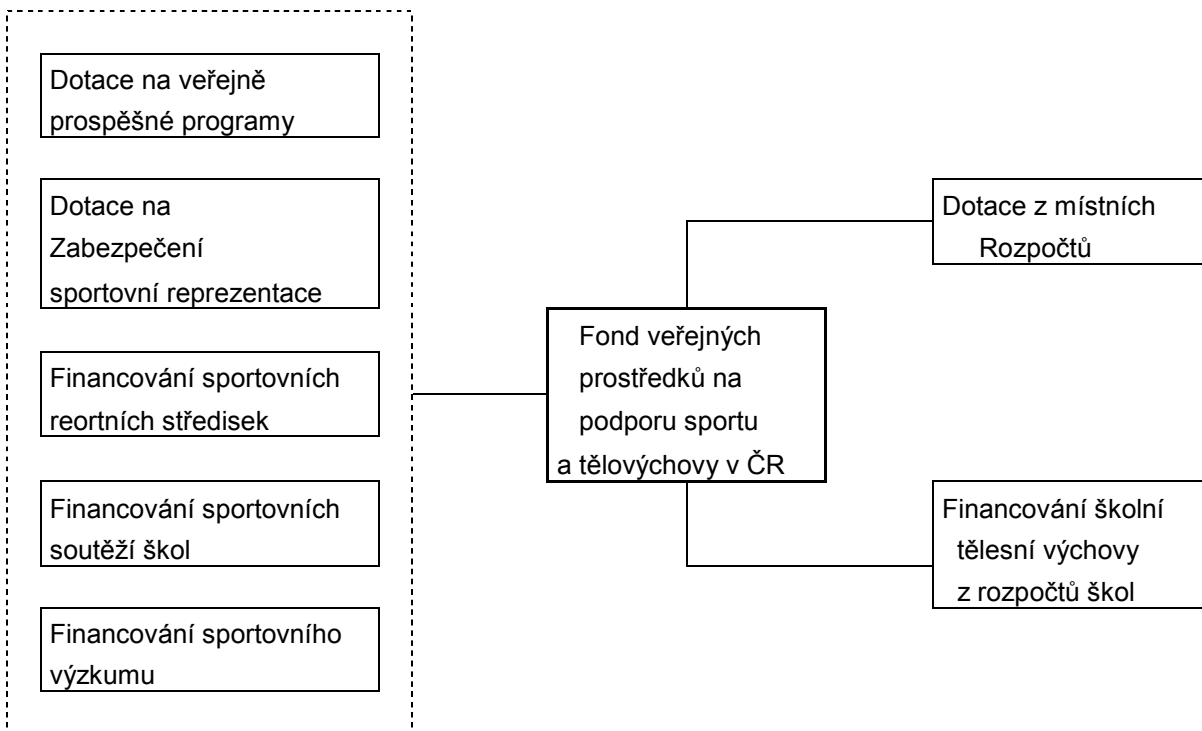 Dotace na veřejně
prospěšné programy
Dotace na
Zabezpečení
sportovní reprezentace
Financování sportovních
reortních středisek
Financování sportovních
soutěží škol
Financování sportovního
výzkumu
Fond veřejných
prostředků na
podporu sportu
a tělovýchovy v ČR
Dotace z místních
Rozpočtů
Financování školní
tělesní výchovy
z rozpočtů škol